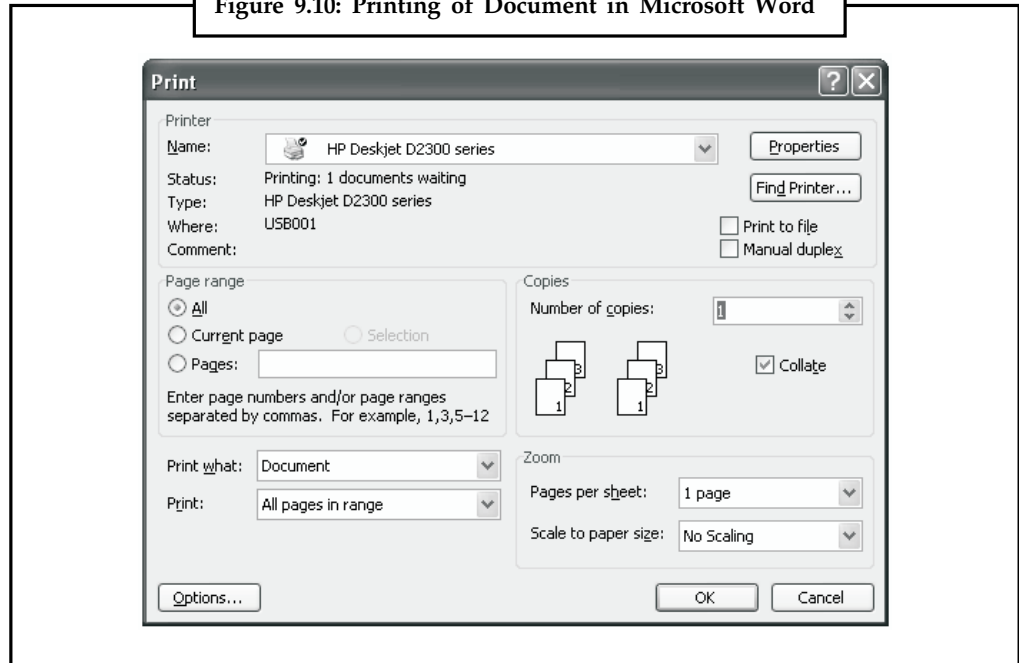 Figure 9.10: Printing of Document in Microsoft Word
Print
Printer
Name: HP Deskjet D2300 series Properties
Status: Printing: 1 documents waiting
Type: HP Deskjet D2300 series Find Printer...
Where: USB001 Print to file
Comment: Manual duplex
Page range
All
Current page Selection
Pages:
Enter page numbers and/or page ranges
separated by commas. For example, 1,3,5–12
Copies
Number of copies: 1
3 3
2 2
1 1
Collate
Print what: Document
Print: All pages in range
Zoom
Pages per sheet: 1 page
Scale to paper size: No Scaling
Options... OK Cancel